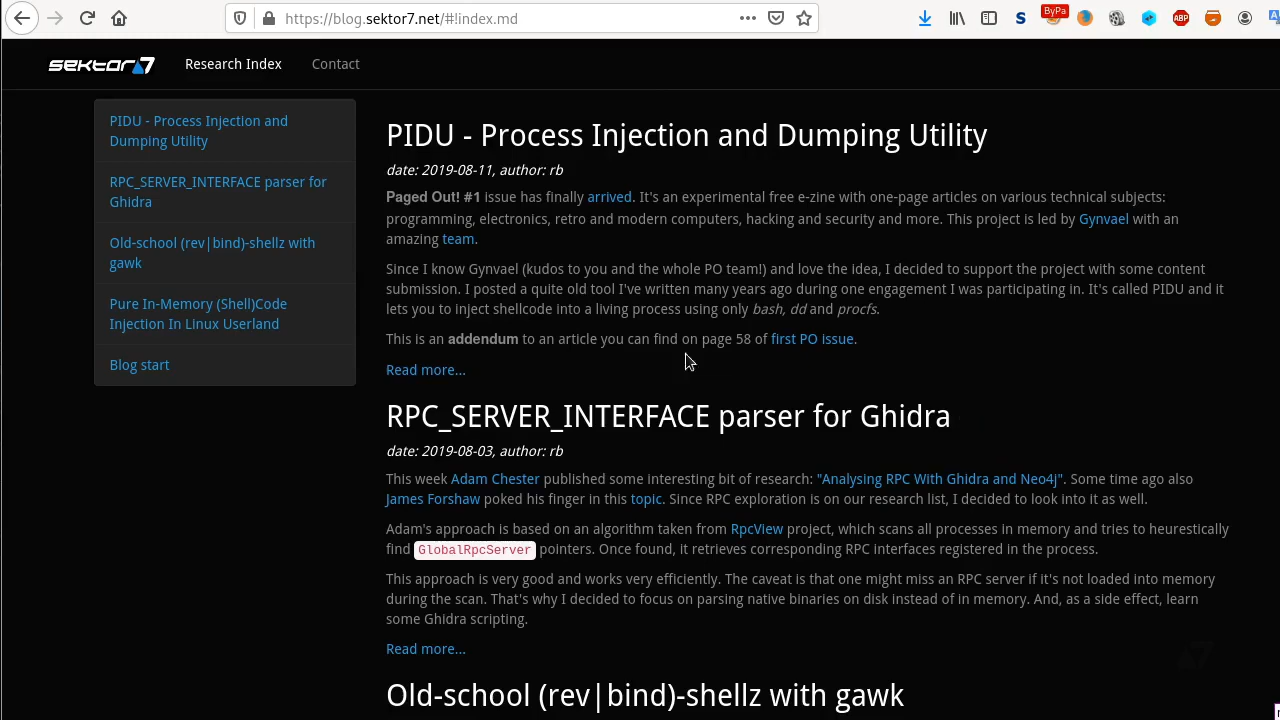 https://blog.sektor7.net/#!index.md
S
ByPa
ABP
sektor7
Research Index
Contact
PIDU - Process Injection and
Dumping Utility
RPC_SERVER_INTERFACE parser for
Ghidra
Old-school (rev|bind)-shellz with
gawk
Pure In-Memory (Shell)Code
Injection In Linux Userland
Blog start
PIDU - Process Injection and Dumping Utility
date: 2019-08-11, author: rb
Paged Out! #1 issue has finally arrived. It's an experimental free e-zine with one-page articles on various technical subjects:
programming, electronics, retro and modern computers, hacking and security and more. This project is led by Gynvael with an
amazing team.
Since I know Gynvael (kudos to you and the whole PO team!) and love the idea, I decided to support the project with some content
submission. I posted a quite old tool I've written many years ago during one engagement I was participating in. It's called PIDU and it
lets you to inject shellcode into a living process using only bash, dd and procfs.
This is an addendum to an article you can find on page 58 of first PO issue.
Read more...
RPC_SERVER_INTERFACE parser for Ghidra
date: 2019-08-03, author: rb
This week Adam Chester published some interesting bit of research: "Analysing RPC With Ghidra and Neo4j". Some time ago also
James Forshaw poked his finger in this topic. Since RPC exploration is on our research list, I decided to look into it as well.
Adam's approach is based on an algorithm taken from RpcView project, which scans all processes in memory and tries to heurestically
find GlobalRpcServer pointers. Once found, it retrieves corresponding RPC interfaces registered in the process.
This approach is very good and works very efficiently. The caveat is that one might miss an RPC server if it's not loaded into memory
during the scan. That's why I decided to focus on parsing native binaries on disk instead of in memory. And, as a side effect, learn
some Ghidra scripting.
Read more...
Old-school (rev|bind)-shellz with gawk